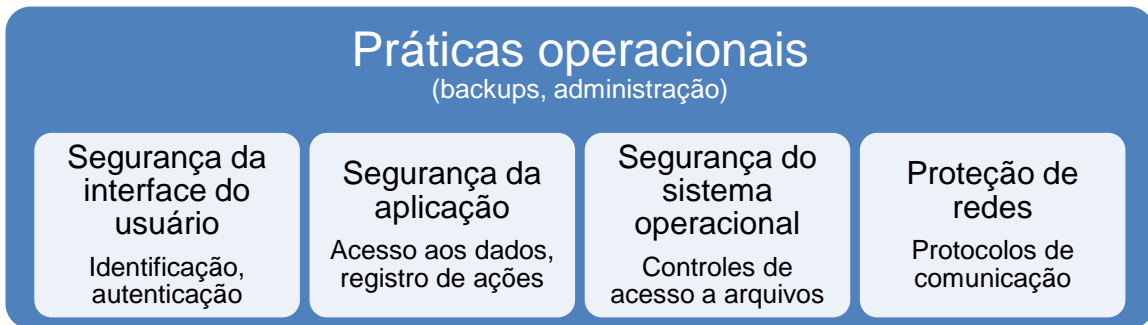 Práticas operacionais
(backups, administração)
Segurança da
interface do
usuário
Identificação,
autenticação
Segurança da
aplicação
Acesso aos dados,
registro de ações
Segurança do
sistema
operacional
Controles de
acesso a arquivos
Proteção de
redes
Protocolos de
comunicação